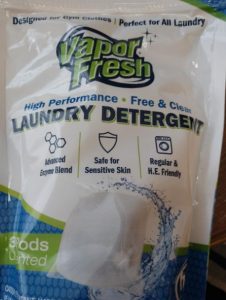 Designed for Gym Clothes | Perfect for All Laundry
Vapor
Fresh
High Performance • Free & Clear
LAUNDRY DETERGENT
Advanced
Enzyme Blend
Safe for
Sensitive Skin
Regular &
H.E. Friendly
Pods